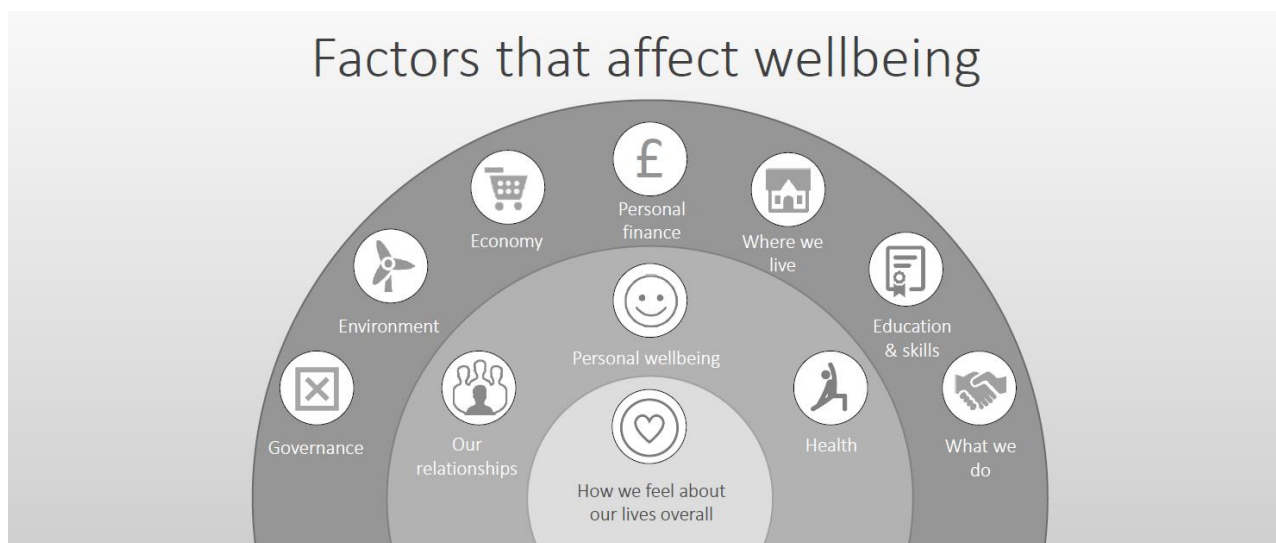 Factors that affect wellbeing
£
Personal
finance
Economy
Where we
live
Environment
Education
& skills
Governance
What we
do
Personal wellbeing
Our
relationships
Health
How we feel about
our lives overall